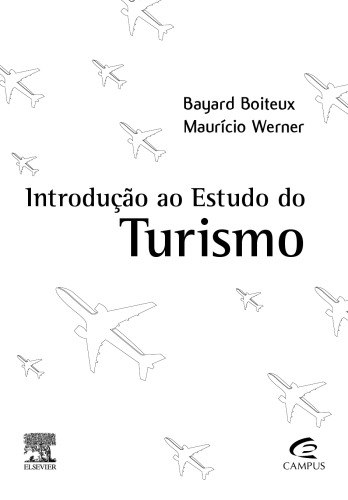 Bayard Boiteux
Maurício Werner
Introdução ao Estudo do
Turismo
ELSEVIER
CAMPUS